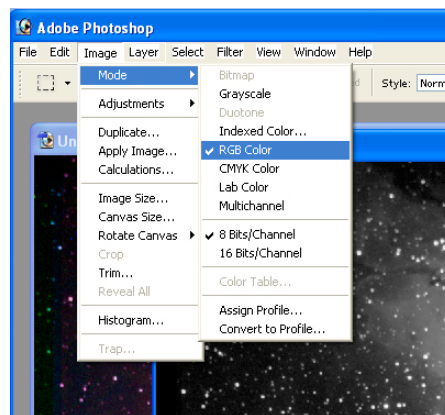 Adobe Photoshop
File Edit Image Layer Select Filter View Window Help
Mode
Adjustments
Duplicate...
Apply Image...
Calculations...
Image Size...
Canvas Size...
Rotate Canvas
Crop
Trim...
Reveal All
Histogram...
Trap...
Bitmap
Grayscale
Duotone
Indexed Color...
RGB Color
CMYK Color
Lab Color
Multichannel
8 Bits/Channel
16 Bits/Channel
Color Table...
Assign Profile...
Convert to Profile...
Style: Norm
Un